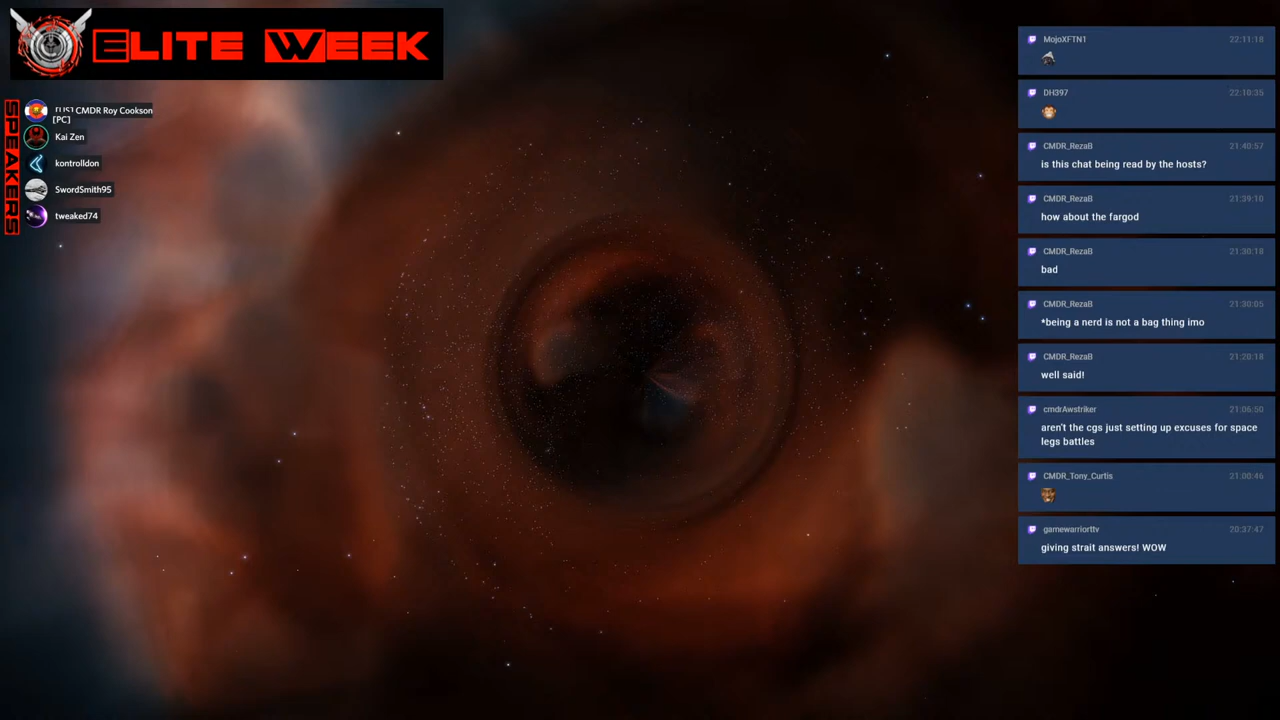 ELITE WEEK
SPEAKERS
[US] CMDR Roy Cookson
[PC]
Kai Zen
kontrolldon
SwordSmith95
tweaked74
MojoXFTN1 22:11:18
DH397 22:10:35
CMDR_RezaB 21:40:57
is this chat being read by the hosts?
CMDR_RezaB 21:39:10
how about the fargod
CMDR_RezaB 21:30:18
bad
CMDR_RezaB 21:30:05
*being a nerd is not a bag thing imo
CMDR_RezaB 21:20:18
well said!
cmdrAwstriker 21:06:50
aren't the cgs just setting up excuses for space
legs battles
CMDR_Tony_Curtis 21:00:46
gamewarriorttv 20:37:47
giving strait answers! WOW